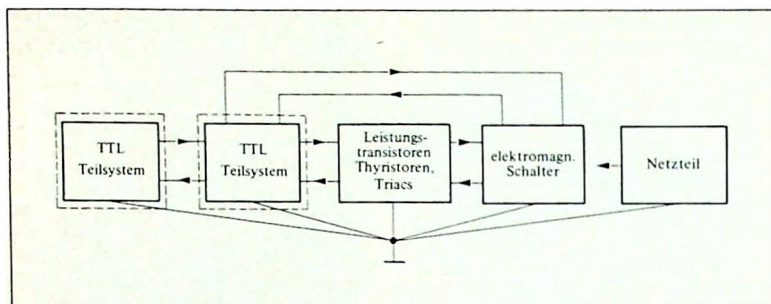 TTL
Teilsystem
TTL
Teilsystem
Leistungs-
transistoren
Thyristoren,
Triacs
elektromagn.
Schalter
Netzteil